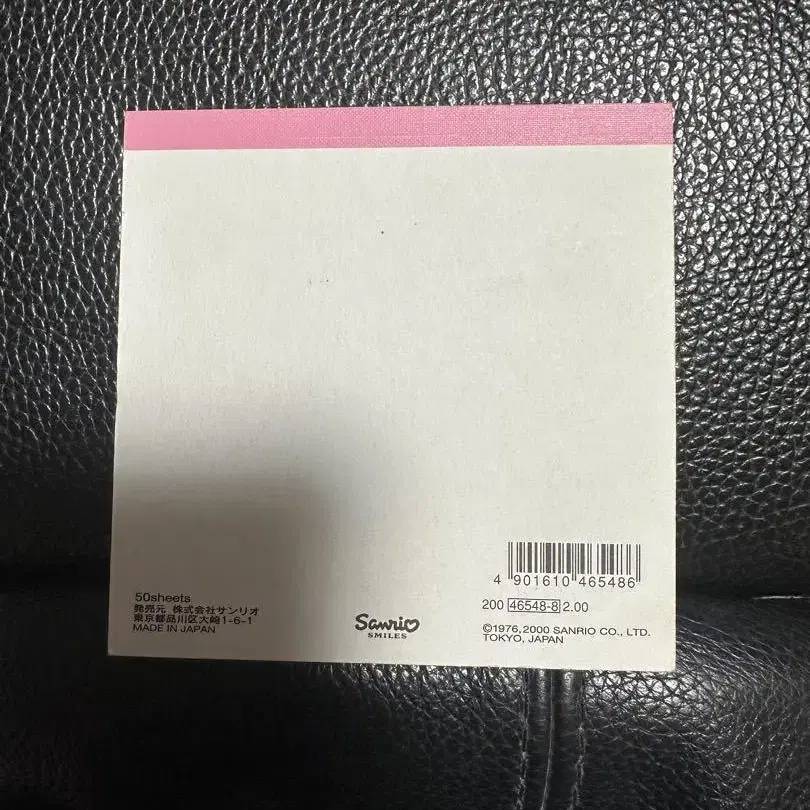 50sheets
発売元 株式会社サンリオ
東京都品川区大崎1-6-1
MADE IN JAPAN
Sanrio
SMILES
4 901610 465486
200 46548-8 2.00
©1976,2000 SANRIO CO., LTD.
TOKYO, JAPAN